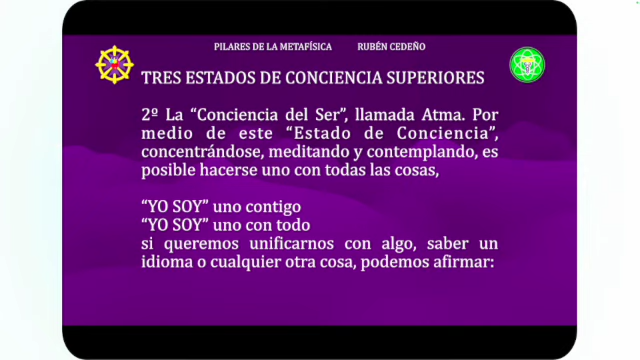 PILARES DE LA METAFÍSICA RUBÉN CEDEÑO
TRES ESTADOS DE CONCIENCIA SUPERIORES
2º La “Conciencia del Ser”, llamada Atma. Por
medio de este “Estado de Conciencia”,
concentrándose, meditando y contemplando, es
posible hacerse uno con todas las cosas,
“YO SOY” uno contigo
“YO SOY” uno con todo
si queremos unificarnos con algo, saber un
idioma o cualquier otra cosa, podemos afirmar: